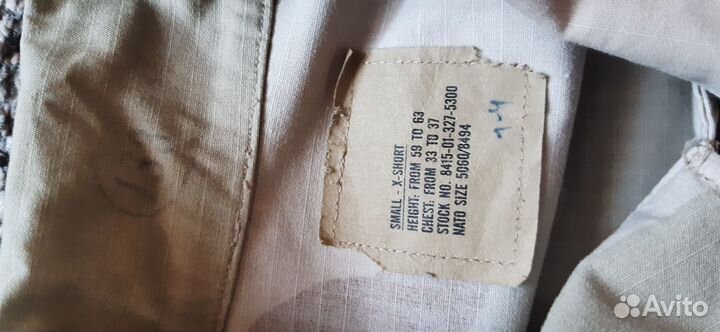 SMALL - X-SHORT
HEIGHT: FROM 59 TO 63
CHEST: FROM 33 TO 37
STOCK NO. 8415-01-327-5300
NATO SIZE 5060/8494
Avito